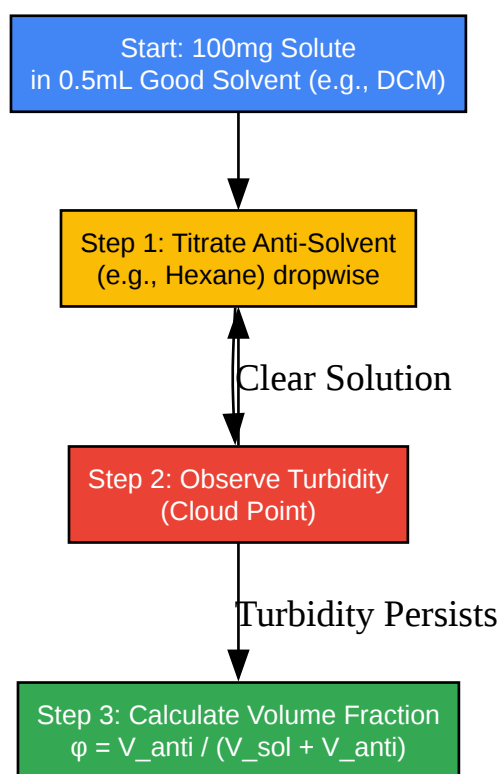 Start: 100mg Solute
in 0.5mL Good Solvent (e.g., DCM)
Step 1: Titrate Anti-Solvent
(e.g., Hexane) dropwise
Clear Solution
Step 2: Observe Turbidity
(Cloud Point)
Turbidity Persists
Step 3: Calculate Volume Fraction
φ = V_anti / (V_sol + V_anti)